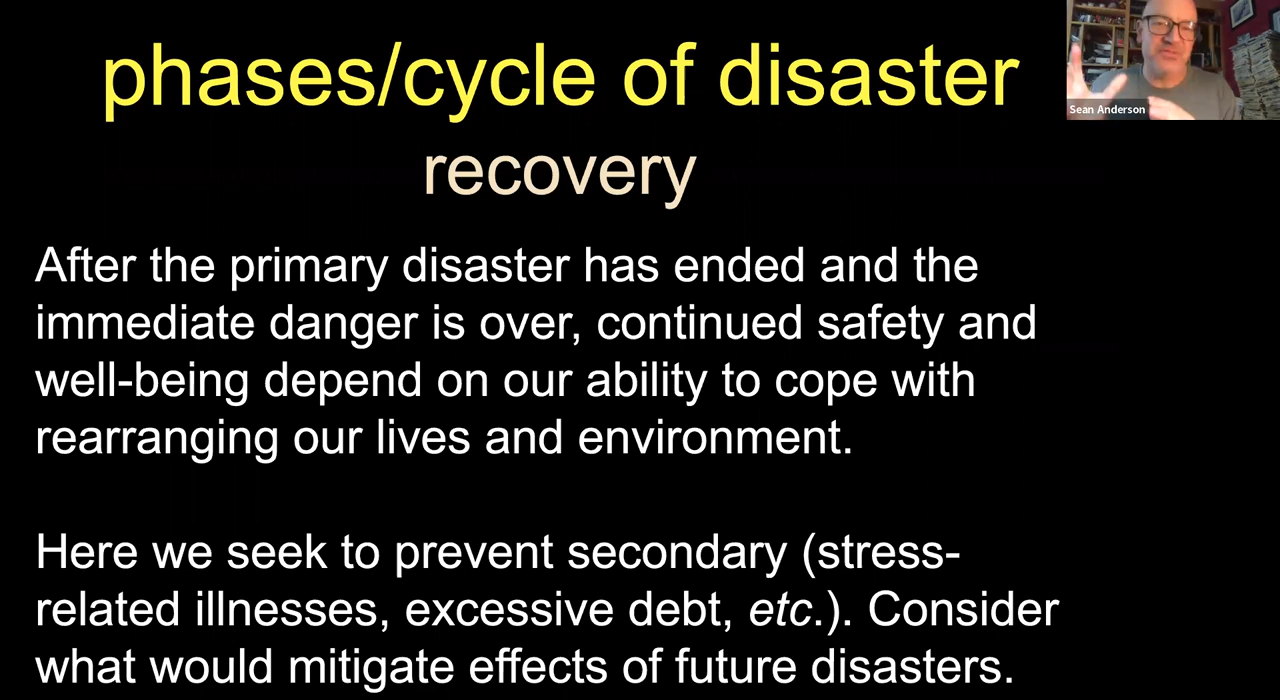 phases/cycle of disaster
Sean Anderson
recovery
After the primary disaster has ended and the
immediate danger is over, continued safety and
well-being depend on our ability to cope with
rearranging our lives and environment.
Here we seek to prevent secondary (stress-
related illnesses, excessive debt, etc.). Consider
what would mitigate effects of future disasters.